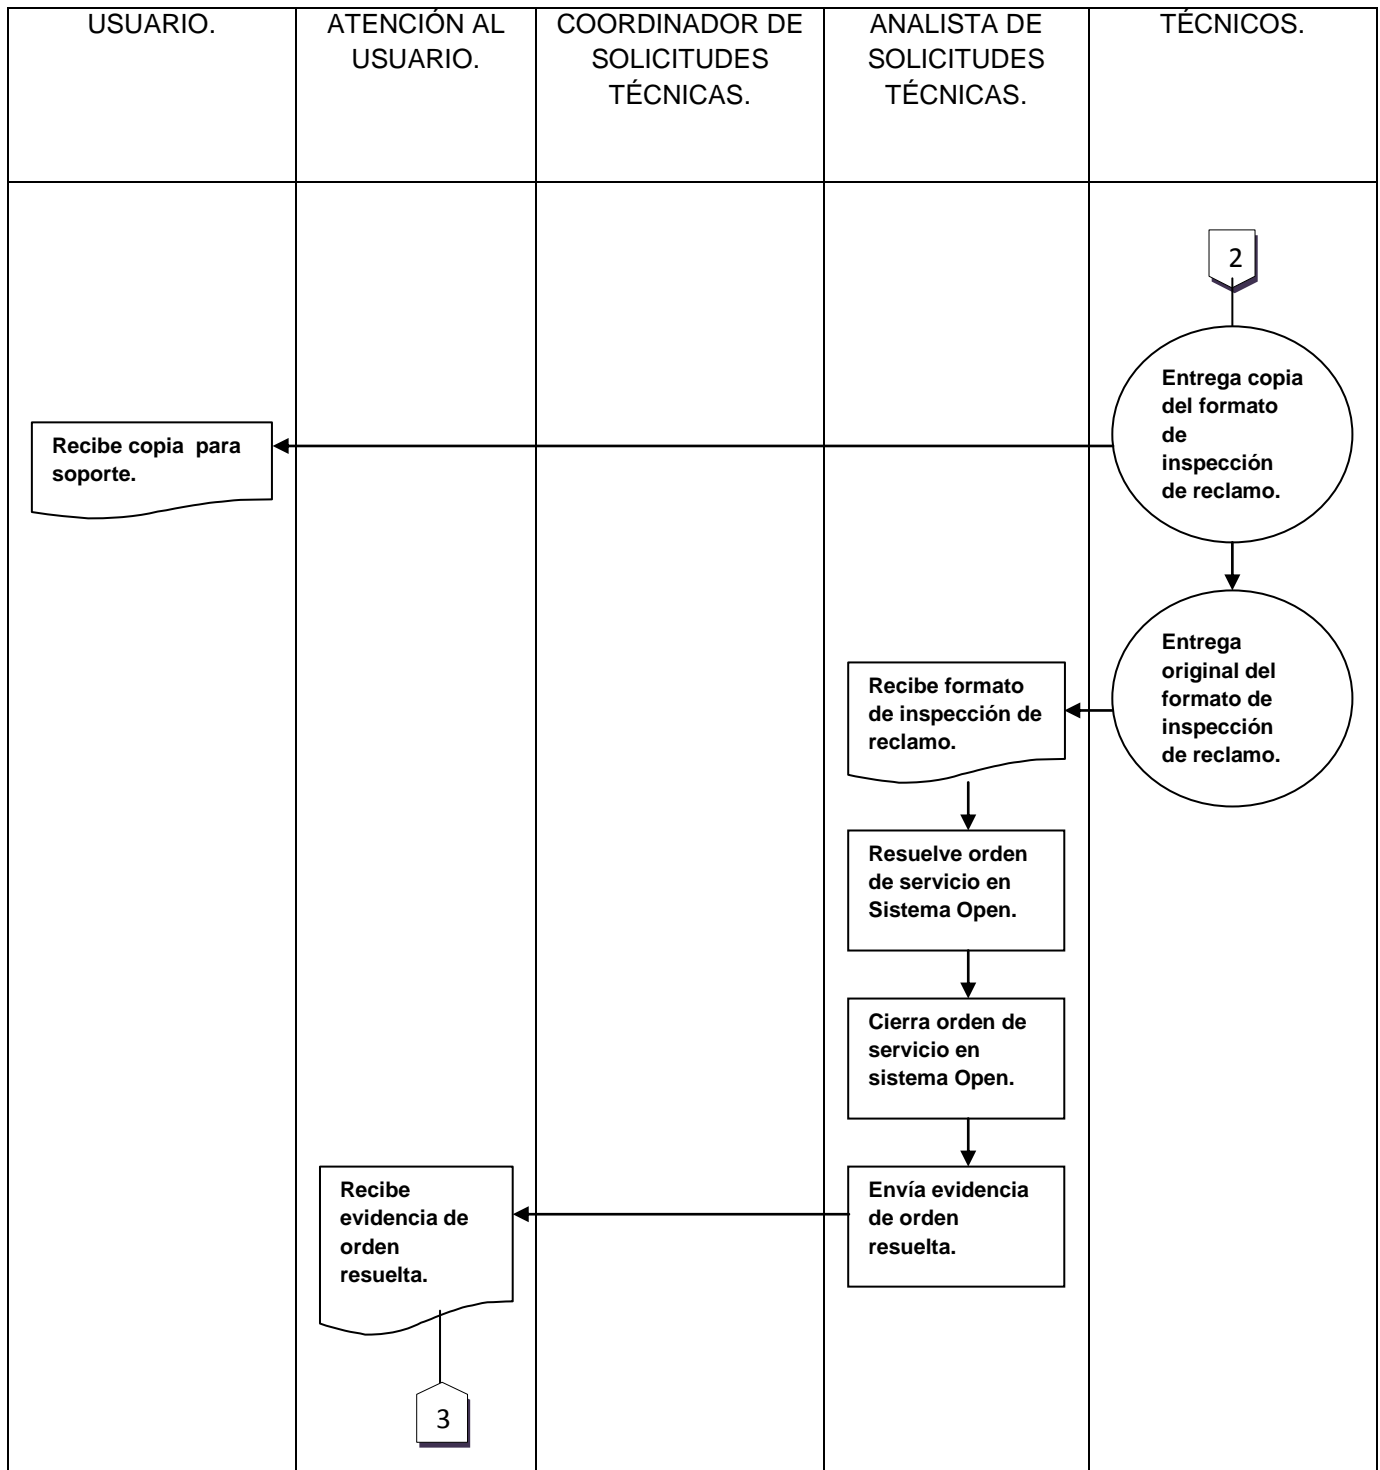 USUARIO.
ATENCIÓN AL
USUARIO.
COORDINADOR DE
SOLICITUDES
TÉCNICAS.
ANALISTA DE
SOLICITUDES
TÉCNICAS.
TÉCNICOS.
2
Entrega copia
del formato
de
inspección
de reclamo.
Recibe copia  para
soporte.
Entrega
original del
formato de
inspección
de reclamo.
Recibe formato
de inspección de
reclamo.
Resuelve orden
de servicio en
Sistema Open.
Cierra orden de
servicio en
sistema Open.
Envía evidencia
de orden
resuelta.
Recibe
evidencia de
orden
resuelta.
3